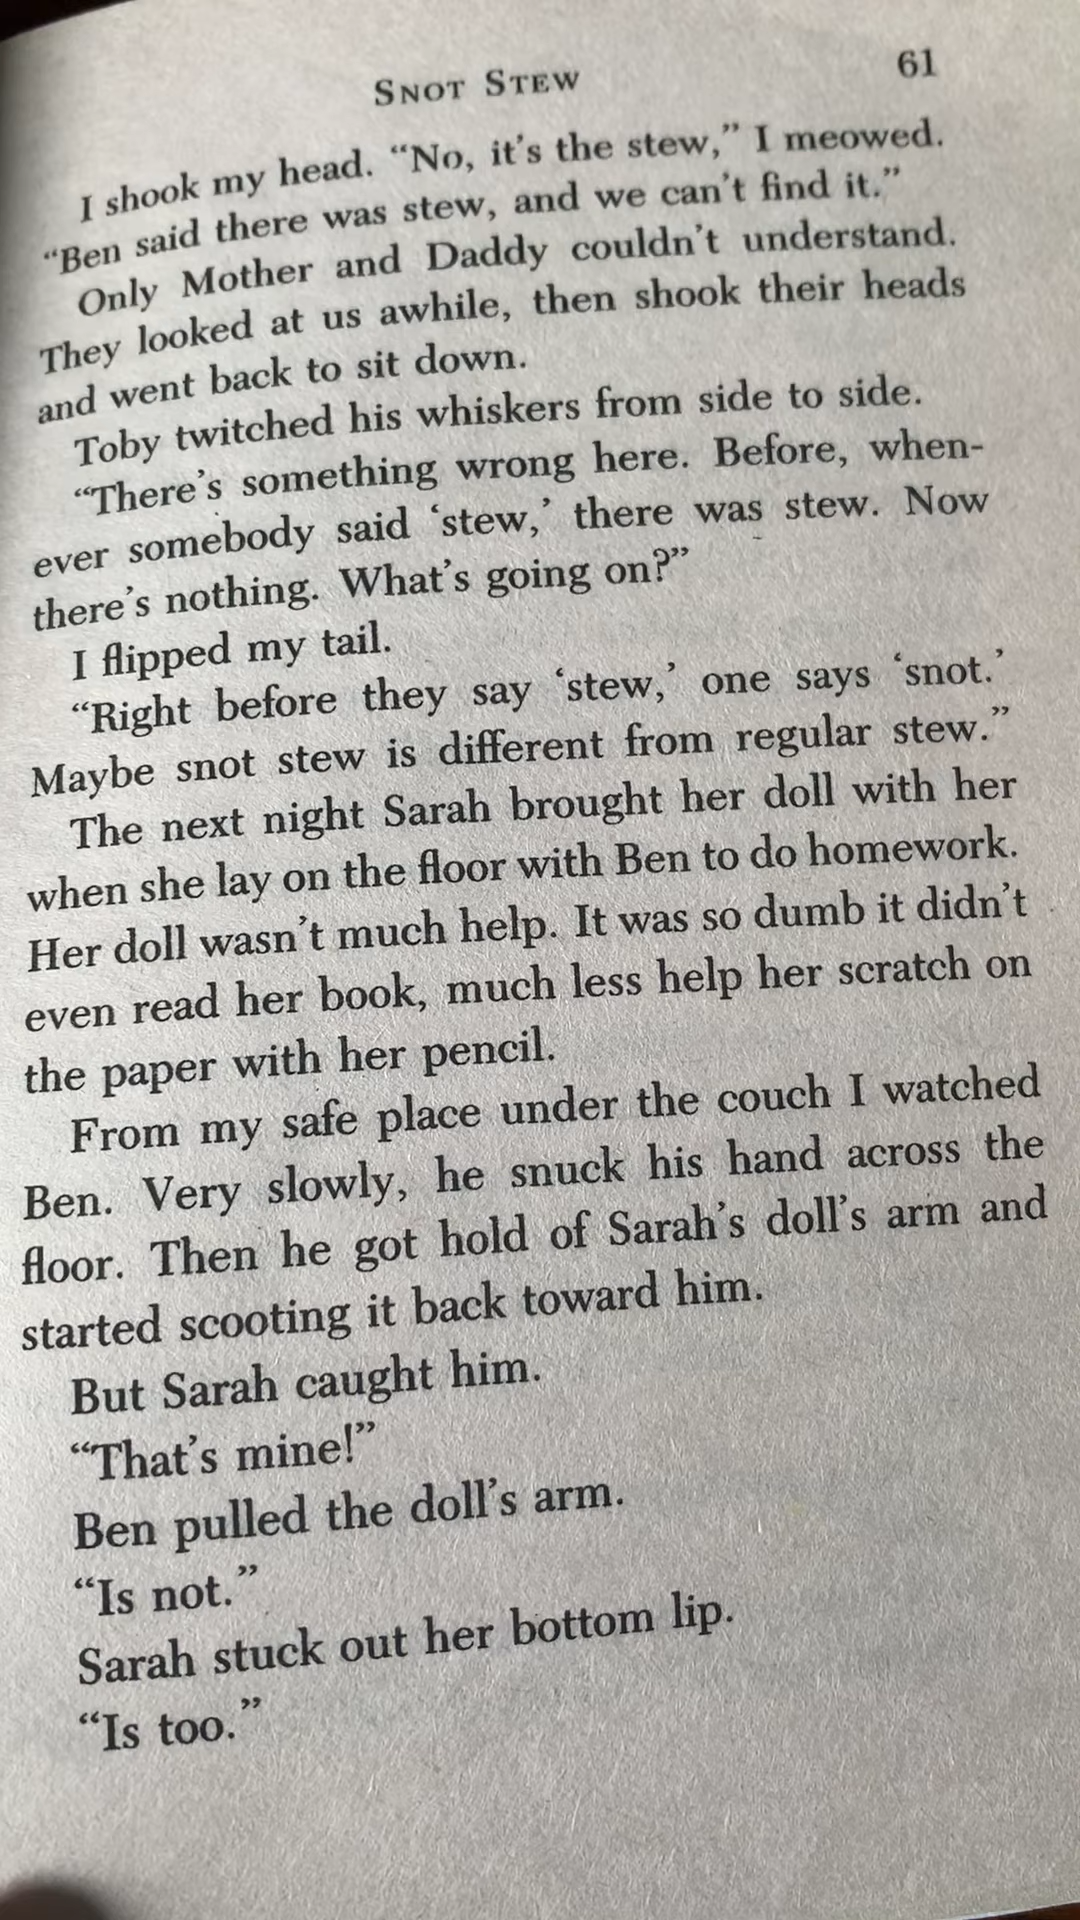 SNOT STEW 61
I shook my head. “No, it’s the stew,” I meowed.
“Ben said there was stew, and we can’t find it.”
Only Mother and Daddy couldn’t understand.
They looked at us awhile, then shook their heads
and went back to sit down.
Toby twitched his whiskers from side to side.
“There’s something wrong here. Before, when-
ever somebody said ‘stew,’ there was stew. Now
there’s nothing. What’s going on?”
I flipped my tail.
“Right before they say ‘stew,’ one says ‘snot.’
Maybe snot stew is different from regular stew.”
The next night Sarah brought her doll with her
when she lay on the floor with Ben to do homework.
Her doll wasn’t much help. It was so dumb it didn’t
even read her book, much less help her scratch on
the paper with her pencil.
From my safe place under the couch I watched
Ben. Very slowly, he snuck his hand across the
floor. Then he got hold of Sarah’s doll’s arm and
started scooting it back toward him.
But Sarah caught him.
“That’s mine!”
Ben pulled the doll’s arm.
“Is not.”
Sarah stuck out her bottom lip.
“Is too.”